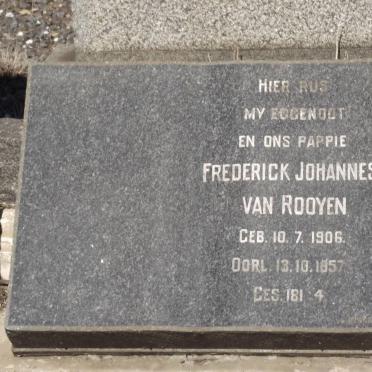 HIER RUS
MY EGGENOOT
EN ONS PAPPIE
FREDERICK JOHANNES
VAN ROOYEN
GEB. 10. 7. 1906.
OORL. 13. 10. 1957
GES. 181 4